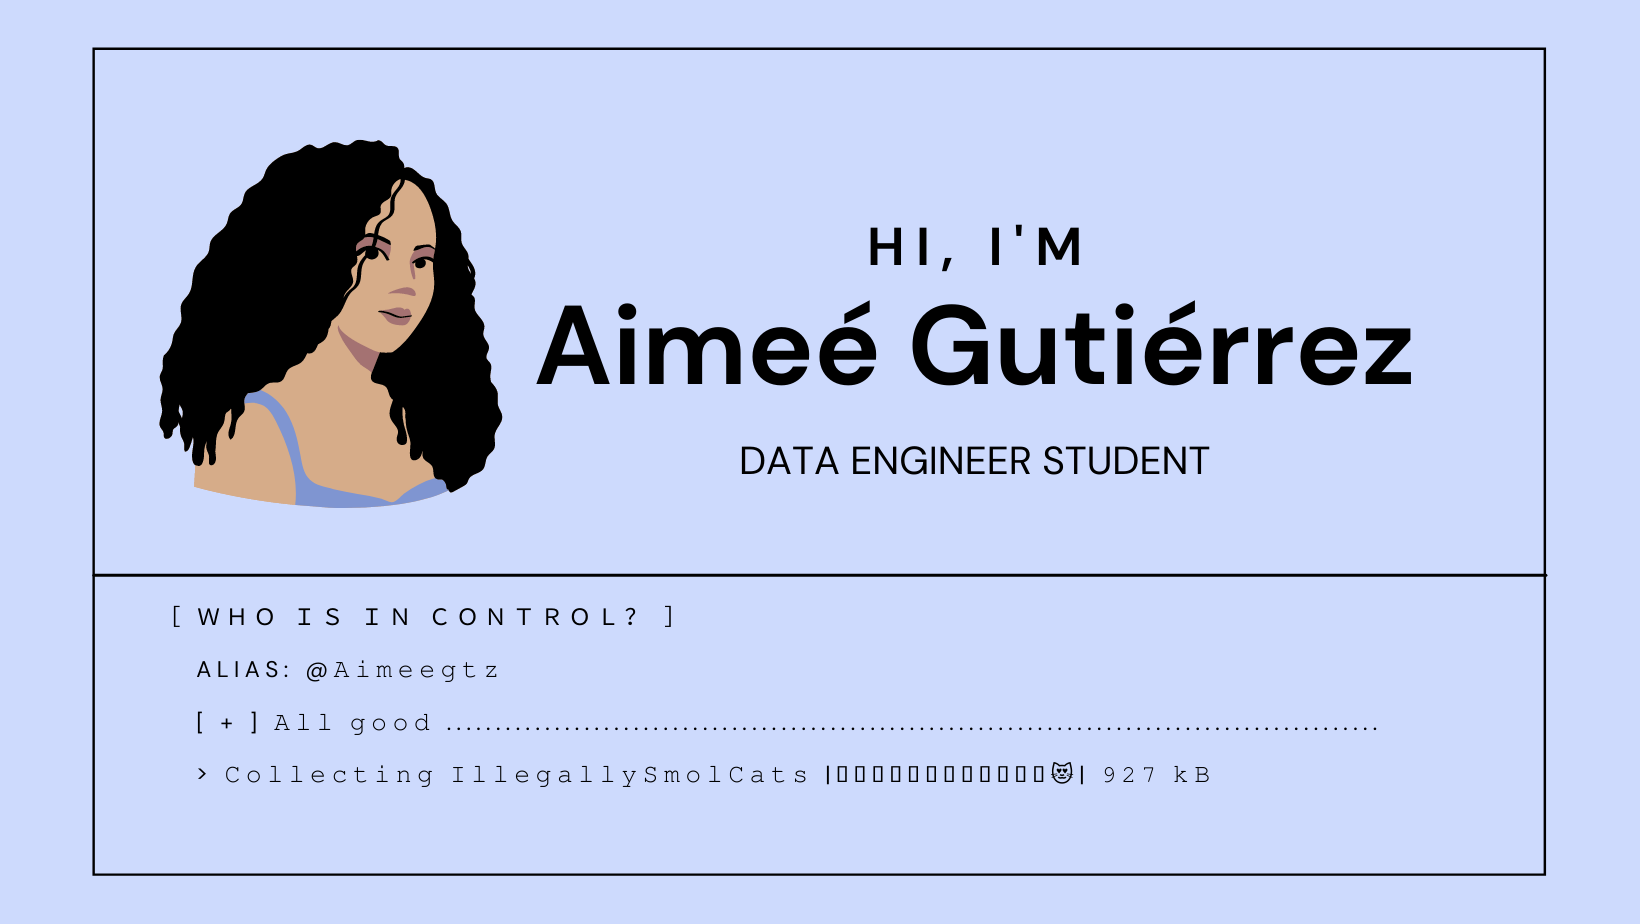 HI, I'M
Aimeé Gutiérrez
DATA ENGINEER STUDENT
[ WHO IS IN CONTROL? ]
ALIAS: @Aimeegtz
[ + ] All good ................................................................................................
> Collecting IllegallySmolCats |▯▯▯▯▯▯▯▯▯▯▯▯😻| 927 kB